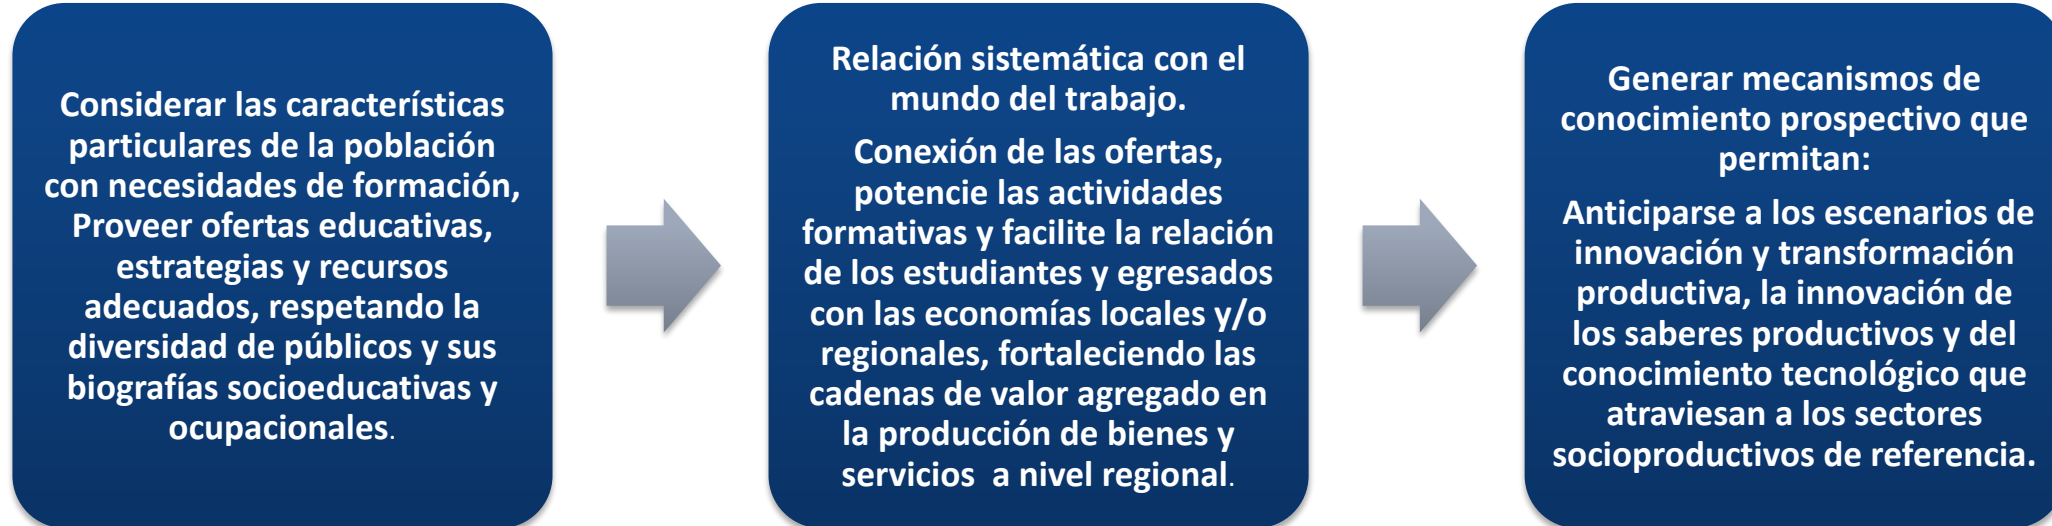 Considerar las características
particulares de la población
con necesidades de formación,
Proveer ofertas educativas,
estrategias y recursos
adecuados, respetando la
diversidad de públicos y sus
biografías socioeducativas y
ocupacionales.
Relación sistemática con el
mundo del trabajo.
Conexión de las ofertas,
potencie las actividades
formativas y facilite la relación
de los estudiantes y egresados
con las economías locales y/o
regionales, fortaleciendo las
cadenas de valor agregado en
la producción de bienes y
servicios  a nivel regional.
Generar mecanismos de
conocimiento prospectivo que
permitan:
Anticiparse a los escenarios de
innovación y transformación
productiva, la innovación de
los saberes productivos y del
conocimiento tecnológico que
atraviesan a los sectores
socioproductivos de referencia.